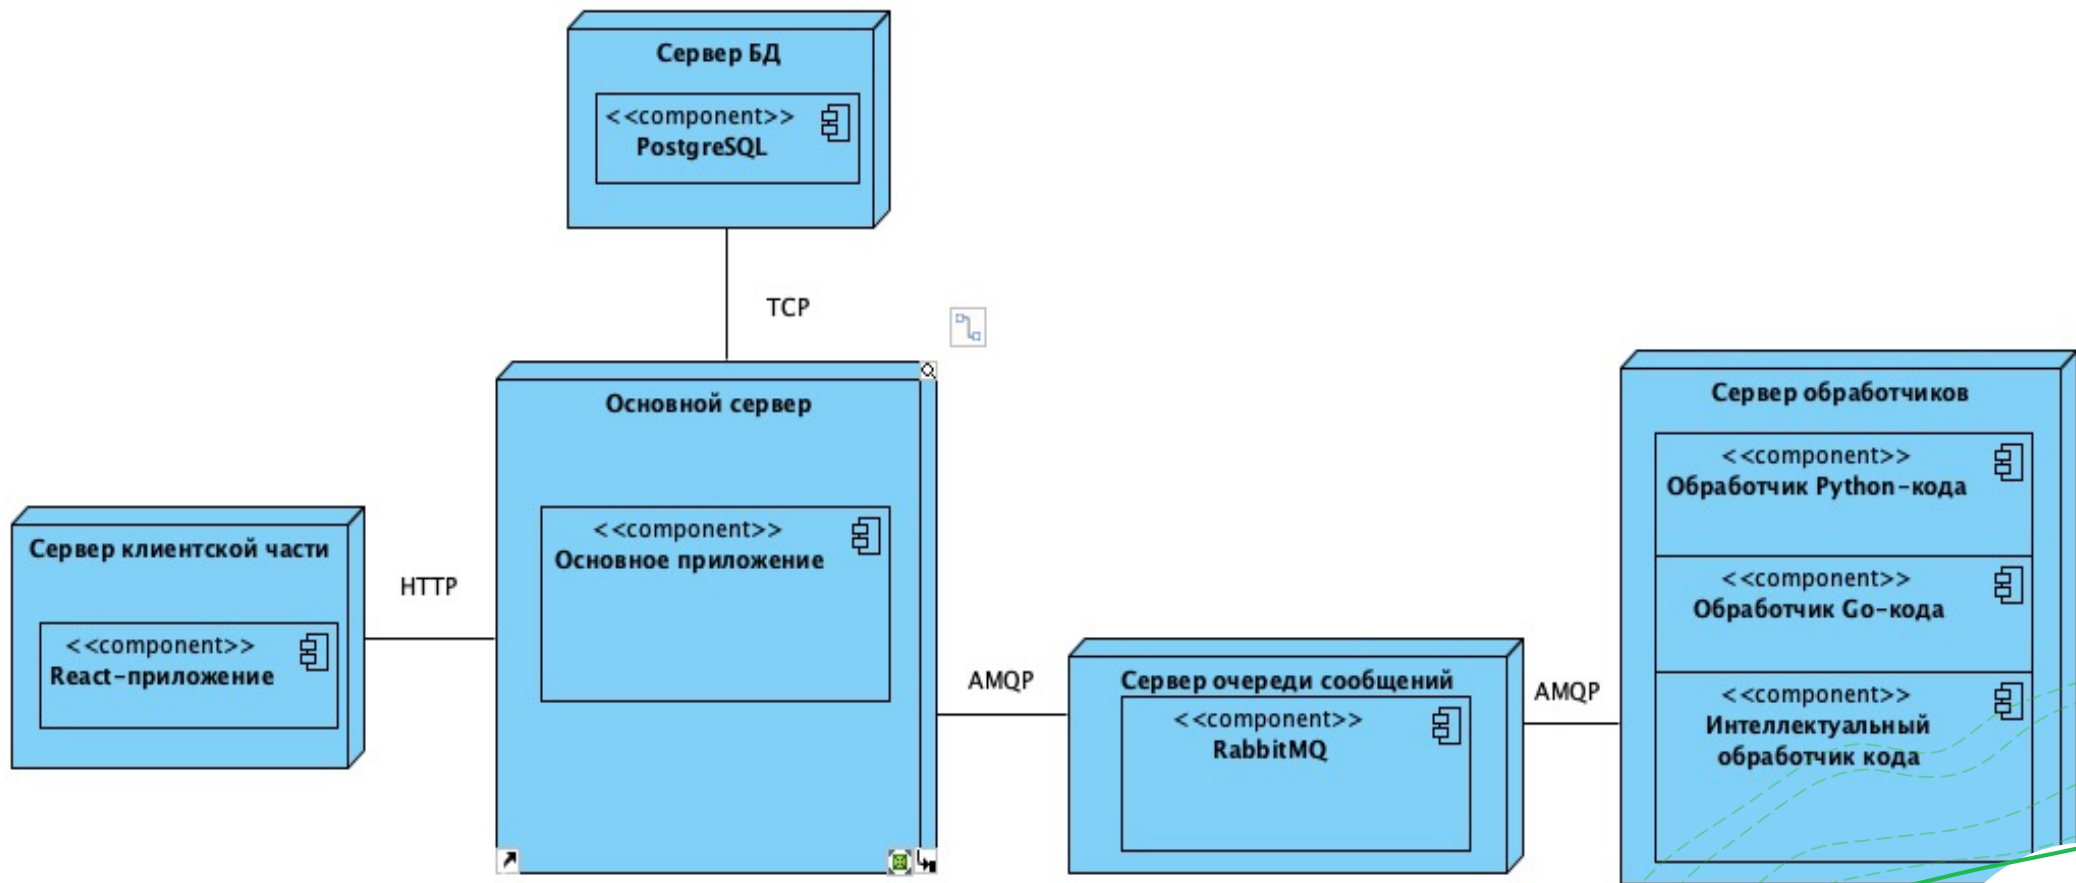 Сервер БД
<<component>>
PostgreSQL
TCP
Основной сервер
<<component>>
Основное приложение
Сервер клиентской части
<<component>>
React-приложение
HTTP
AMQP
Сервер очереди сообщений
<<component>>
RabbitMQ
AMQP
Сервер обработчиков
<<component>>
Обработчик Python-кода
<<component>>
Обработчик Go-кода
<<component>>
Интеллектуальный
обработчик кода